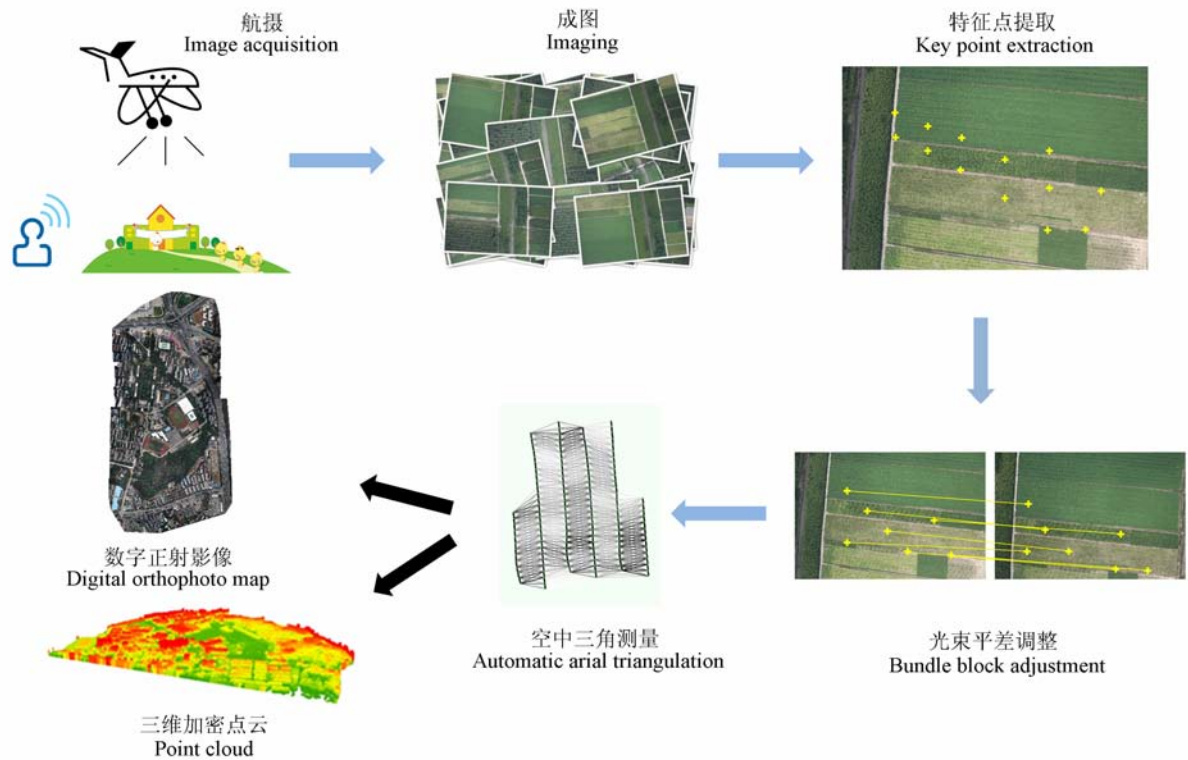 航摄
Image acquisition
成图
Imaging
特征点提取
Key point extraction
数字正射影像
Digital orthophoto map
空中三角测量
Automatic arial triangulation
光束平差调整
Bundle block adjustment
三维加密点云
Point cloud